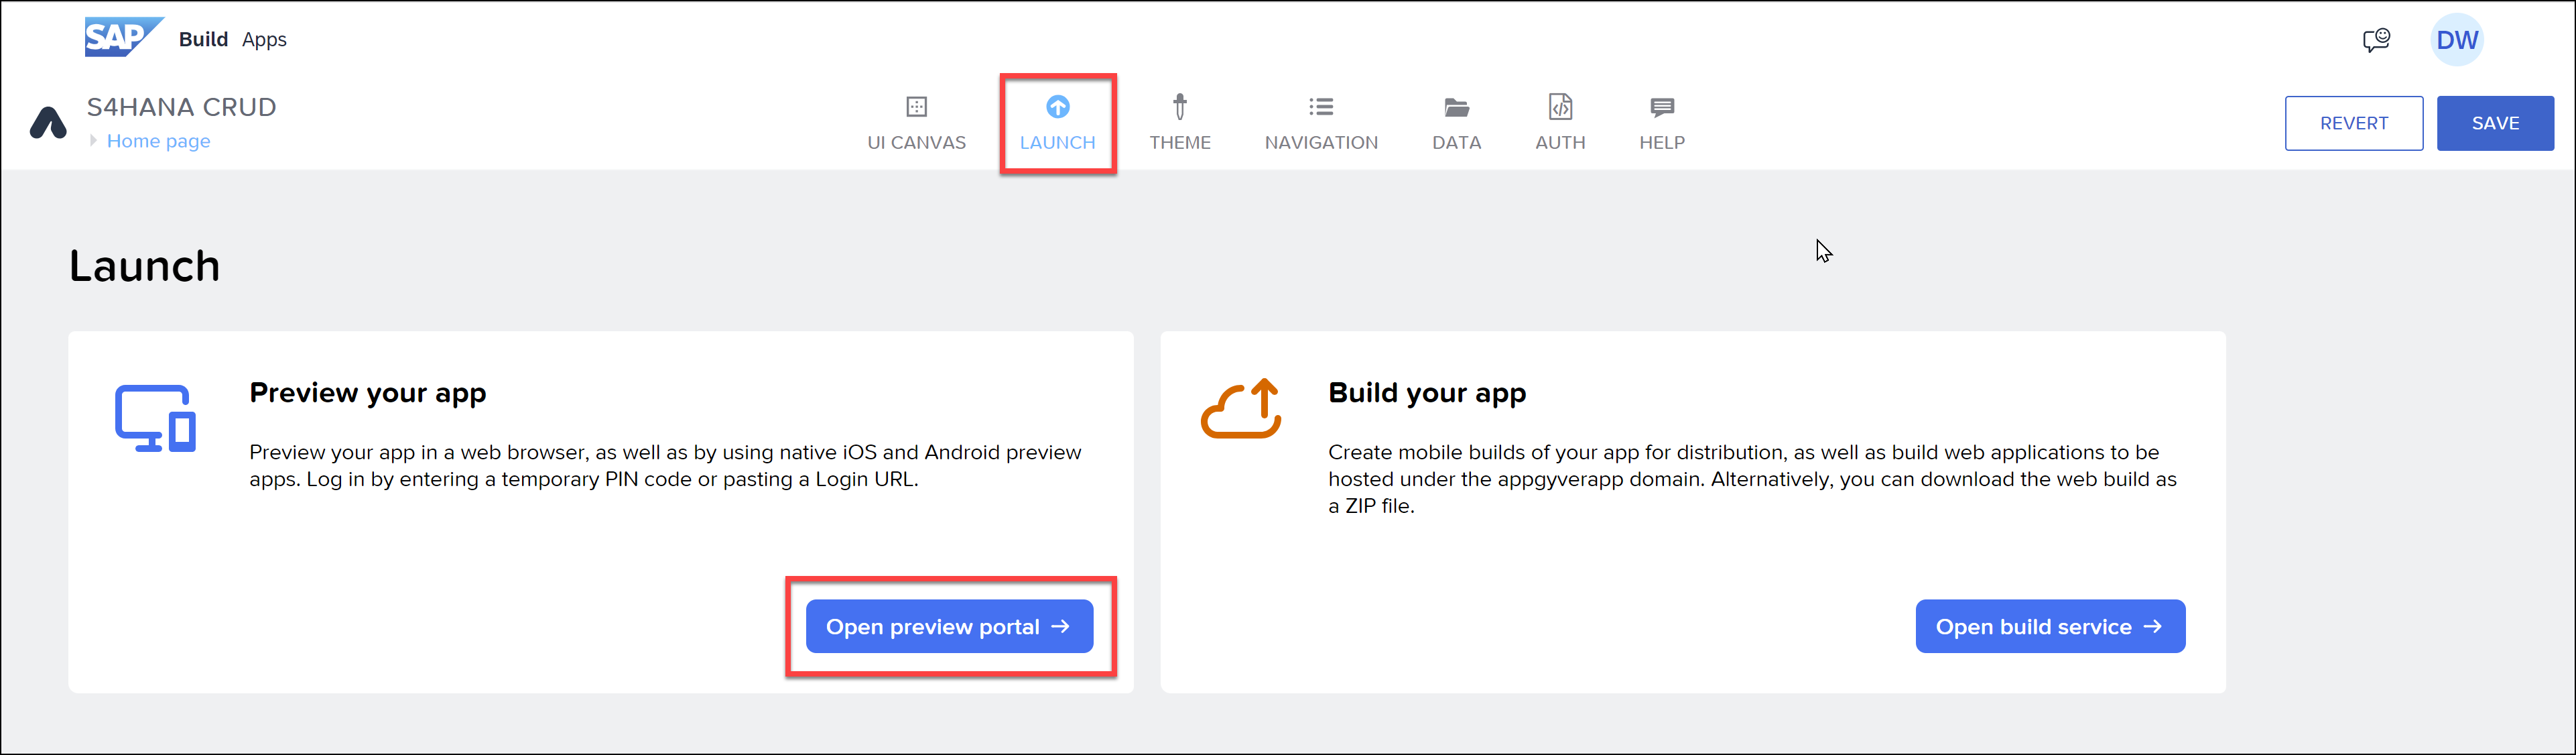 SAP Build Apps
DW
S4HANA CRUD
Home page
UI CANVAS
LAUNCH
THEME
NAVIGATION
DATA
AUTH
HELP
REVERT
SAVE
Launch
Preview your app
Preview your app in a web browser, as well as by using native iOS and Android preview
apps. Log in by entering a temporary PIN code or pasting a Login URL.
Open preview portal →
Build your app
Create mobile builds of your app for distribution, as well as build web applications to be
hosted under the appgyverapp domain. Alternatively, you can download the web build as
a ZIP file.
Open build service →